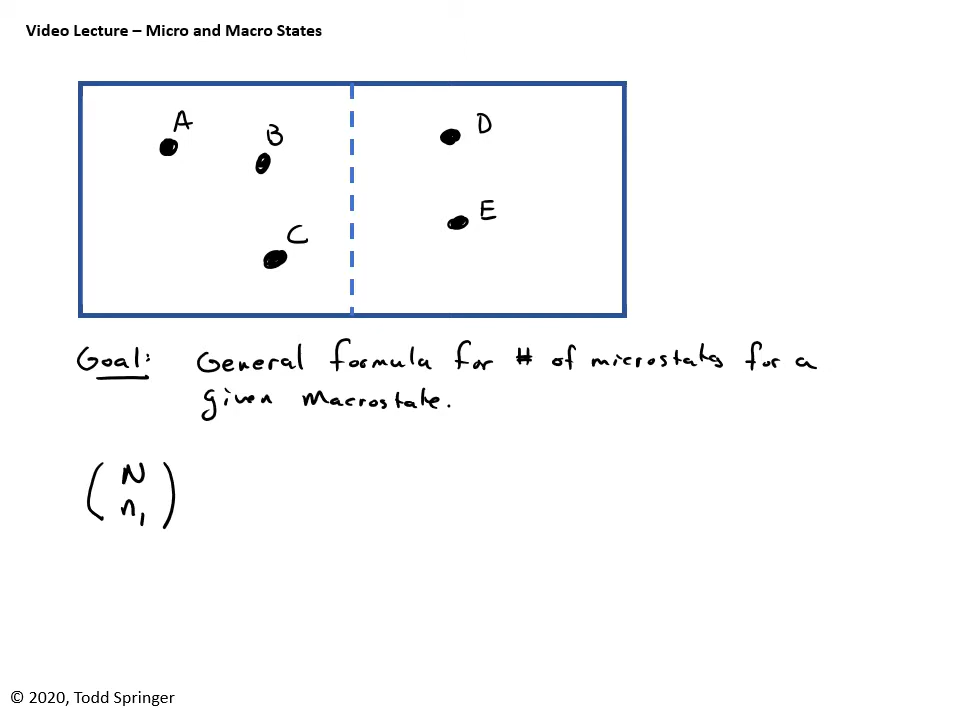 Video Lecture – Micro and Macro States
A
B
D
E
C
Goal: General formula for # of microstates for a
given macrostate.
(N
n₁)
© 2020, Todd Springer